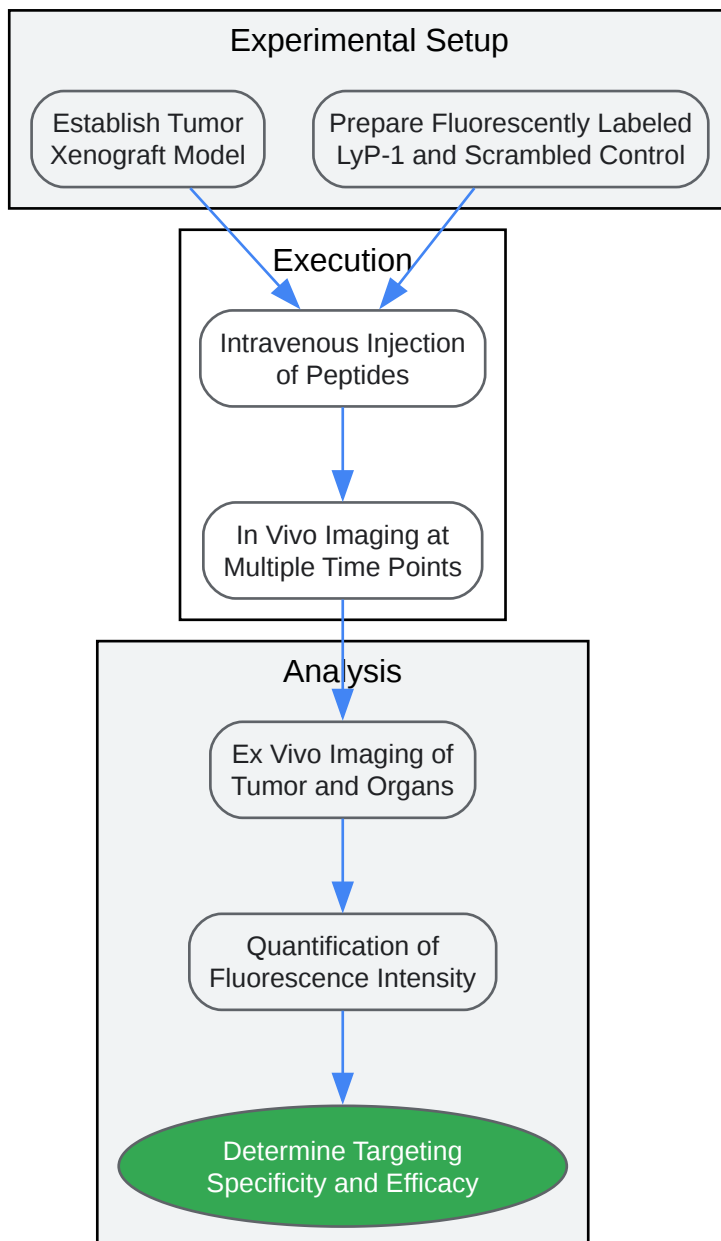 Experimental Setup
Establish Tumor
Xenograft Model
Prepare Fluorescently Labeled
LyP-1 and Scrambled Control
Execution
Intravenous Injection
of Peptides
In Vivo Imaging at
Multiple Time Points
Analysis
Ex Vivo Imaging of
Tumor and Organs
Quantification of
Fluorescence Intensity
Determine Targeting
Specificity and Efficacy